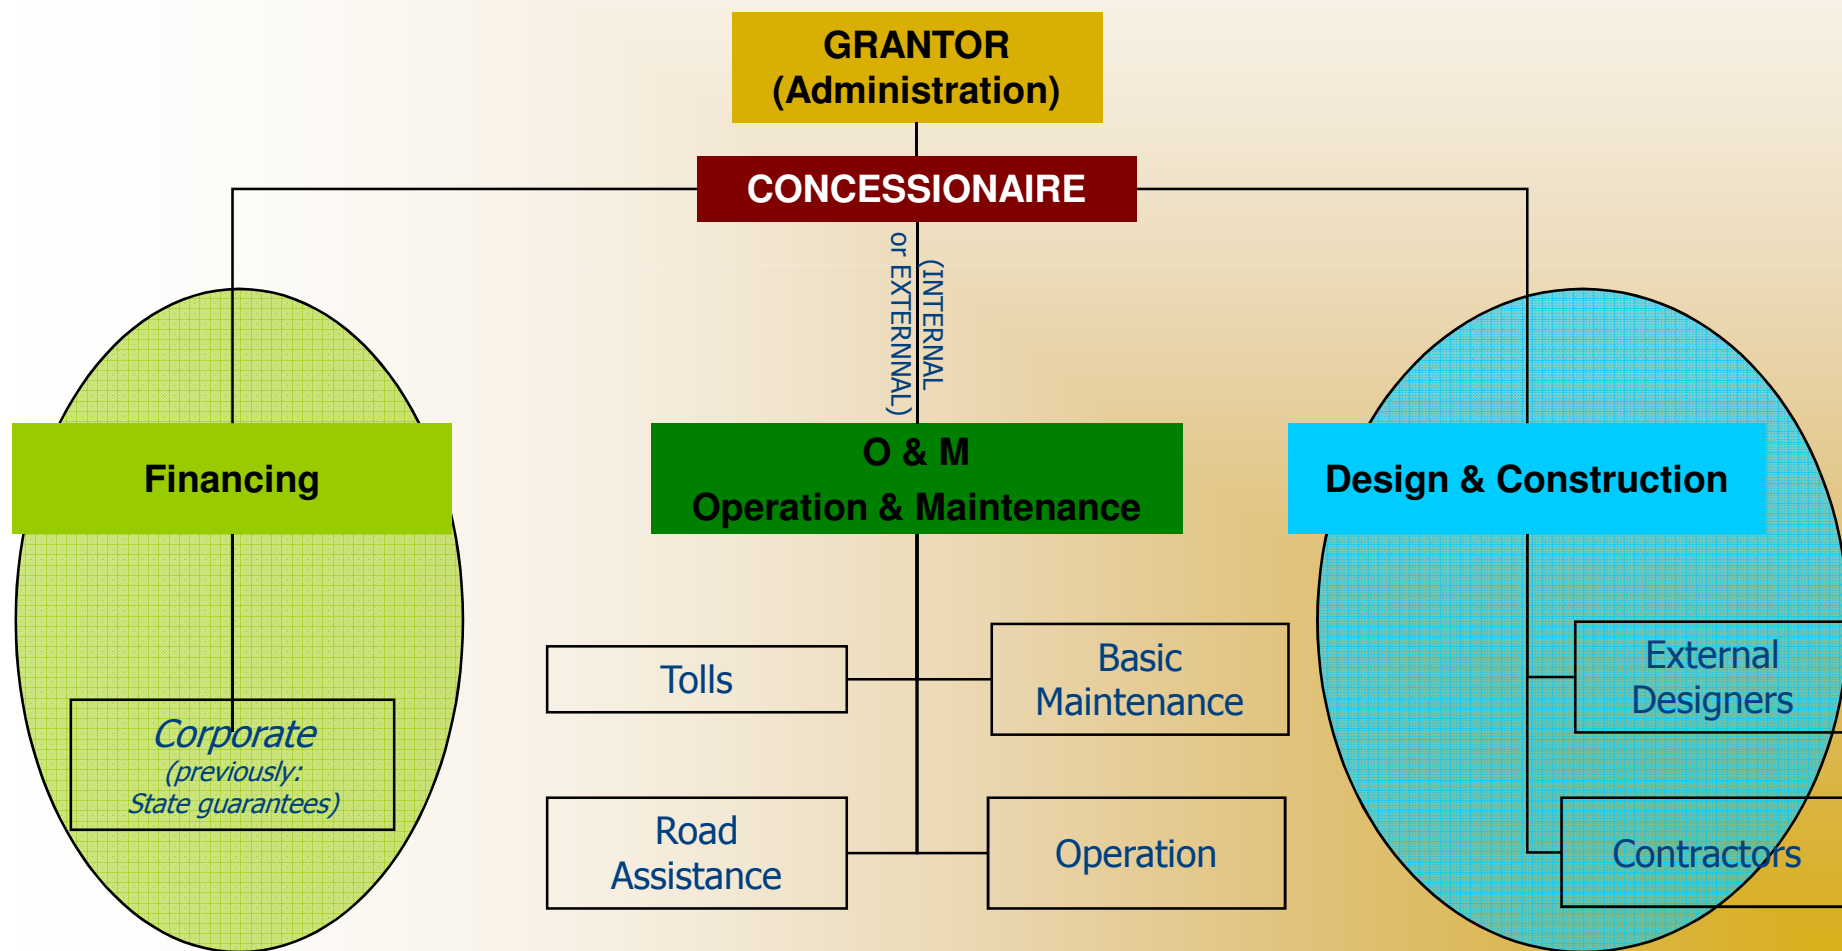 GRANTOR
(Administration)
CONCESSIONAIRE
(INTERNAL
or EXTERNNAL)
Financing
O & M
Operation & Maintenance
Design & Construction
Corporate
(previously:
State guarantees)
Tolls
Basic
Maintenance
Road
Assistance
Operation
External
Designers
Contractors